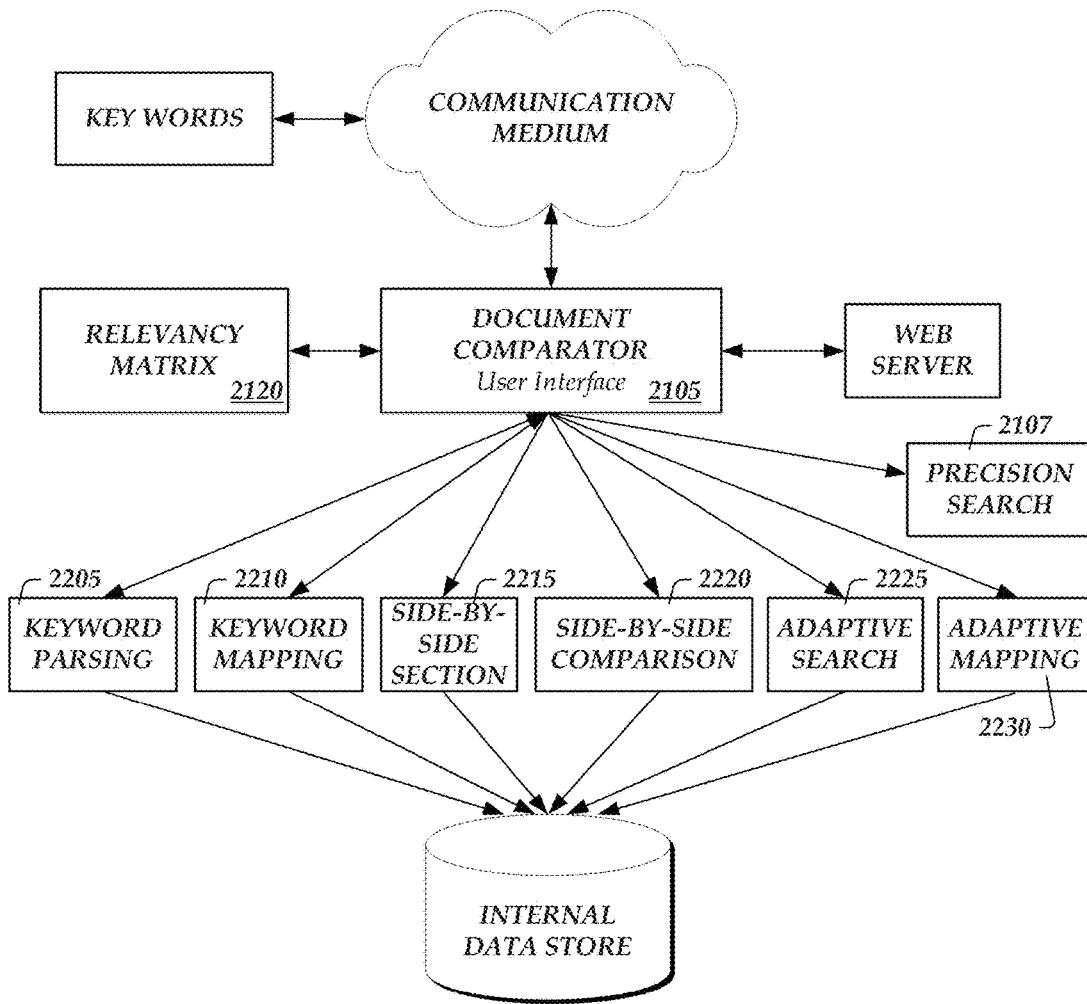 KEY WORDS
COMMUNICATION
MEDIUM
RELEVANCY
MATRIX
2120
DOCUMENT
COMPARATOR
User Interface
2105
WEB
SERVER
2107
PRECISION
SEARCH
2205
KEYWORD
PARSING
2210
KEYWORD
MAPPING
2215
SIDE-BY-
SIDE
SECTION
2220
SIDE-BY-SIDE
COMPARISON
2225
ADAPTIVE
SEARCH
ADAPTIVE
MAPPING
2230
INTERNAL
DATA STORE